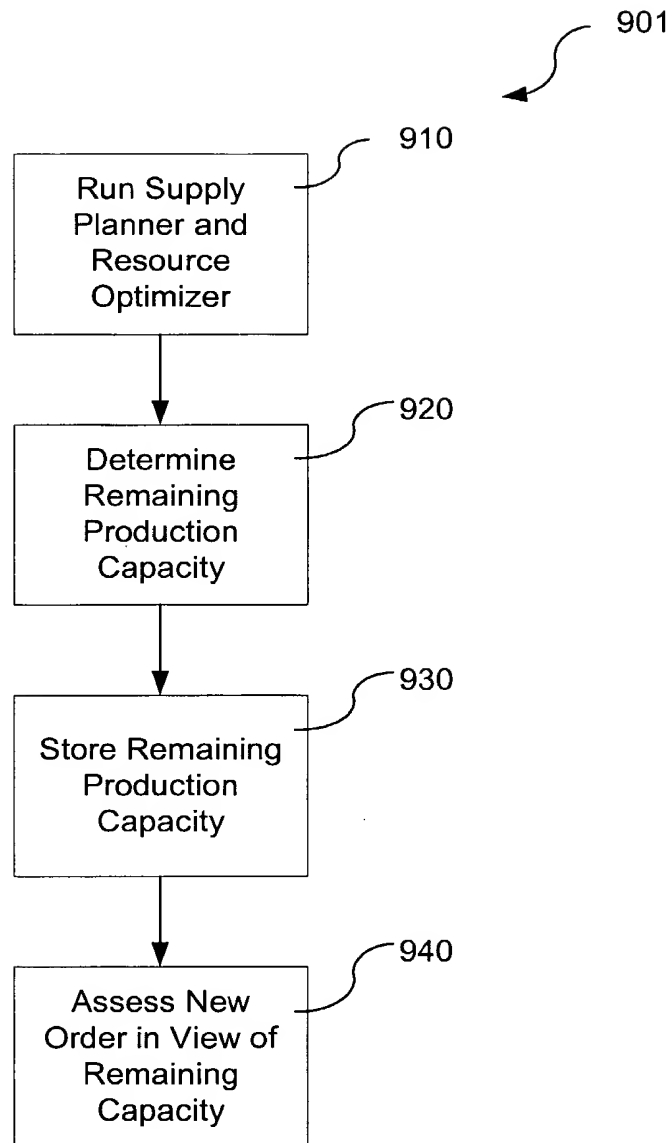 901
910
Run Supply
Planner and
Resource
Optimizer
920
Determine
Remaining
Production
Capacity
930
Store Remaining
Production
Capacity
940
Assess New
Order in View of
Remaining
Capacity